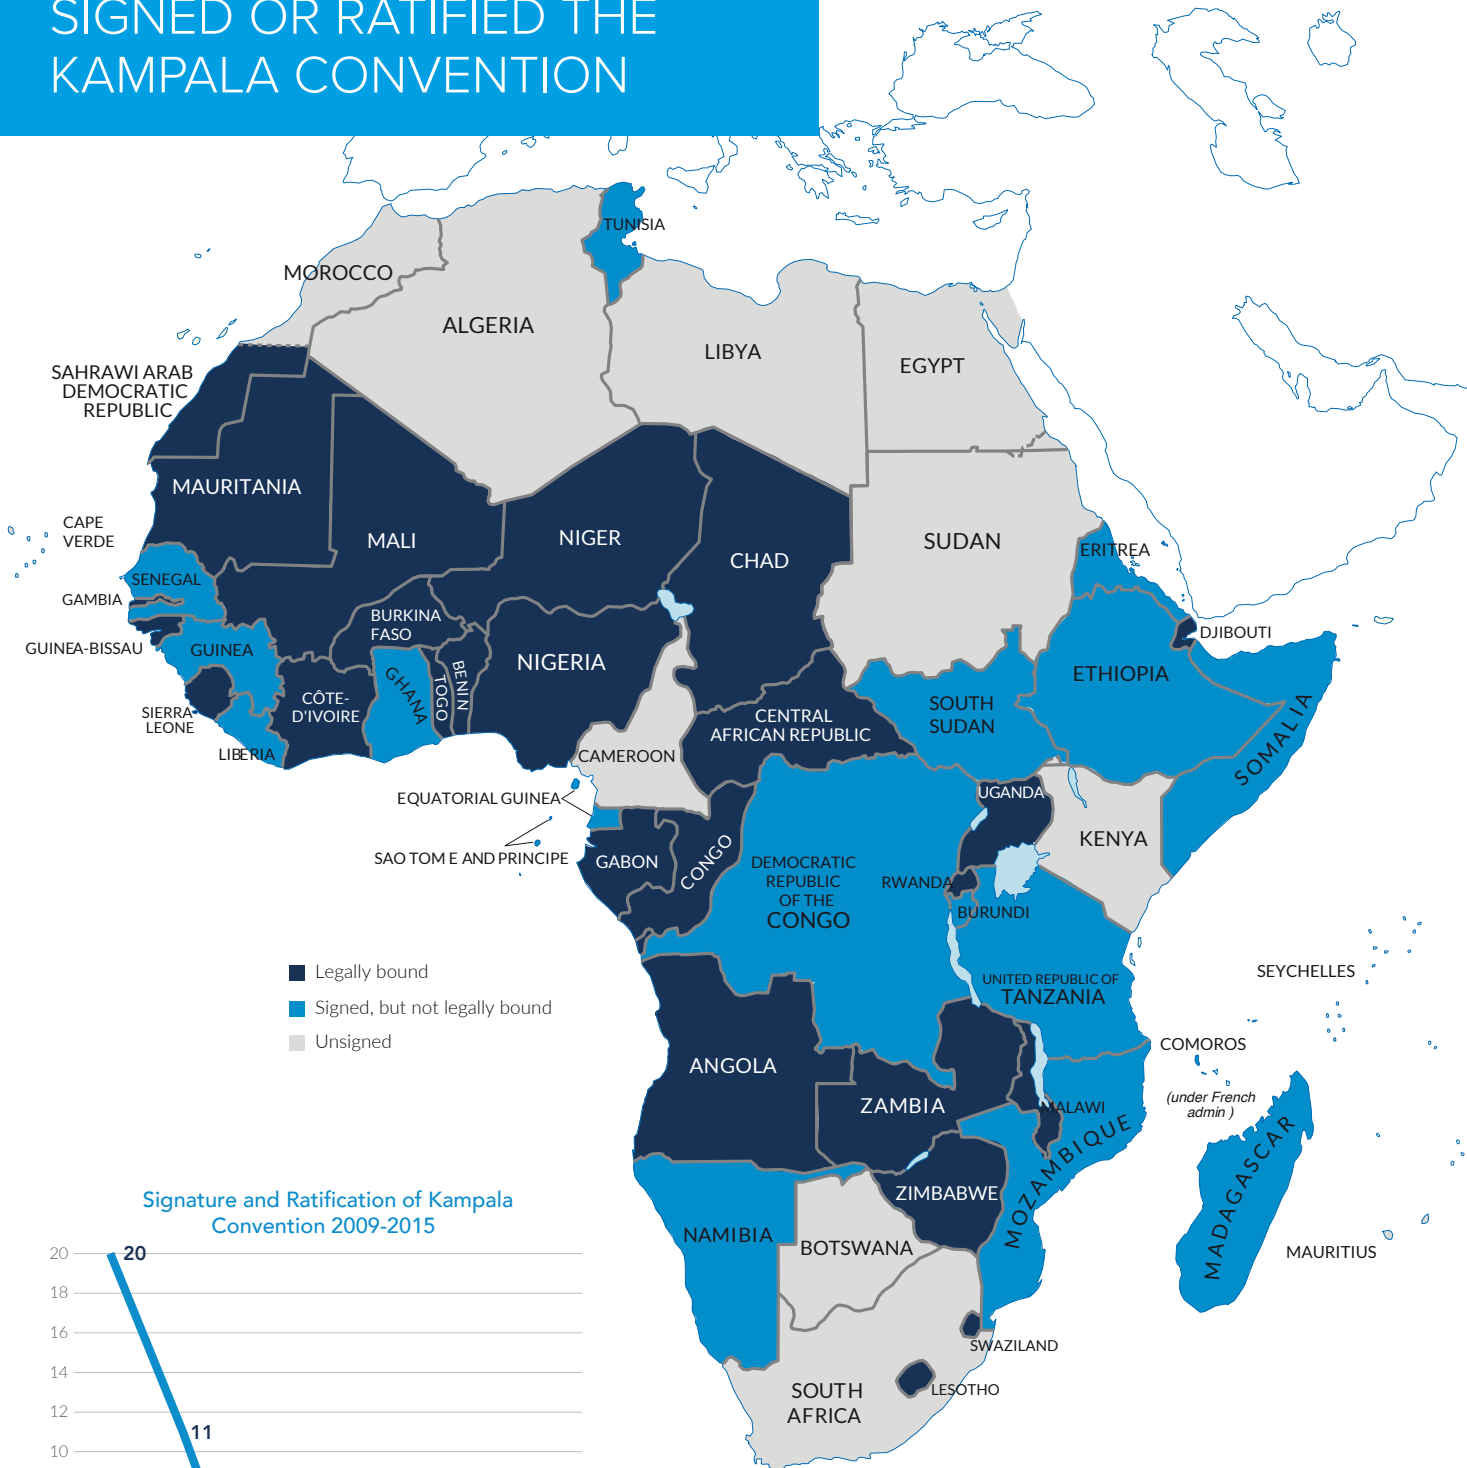 SIGNED OR RATIFIED THE
KAMPALA CONVENTION
TUNISIA
MOROCCO
ALGERIA
LIBYA
EGYPT
SAHRAWI ARAB
DEMOCRATIC
REPUBLIC
MAURITANIA
MALI
NIGER
CHAD
SUDAN
ERITREA
CAPE
VERDE
SENEGAL
GAMBIA
GUINEA-BISSAU
GUINEA
BURKINA
FASO
NIGERIA
DJIBOUTI
ETHIOPIA
SIERRA
LEONE
CÔTE-
D'IVOIRE
GHANA
TOGO
BENIN
LIBERIA
CENTRAL
AFRICAN REPUBLIC
SOUTH
SUDAN
SOMALIA
CAMEROON
EQUATORIAL GUINEA
UGANDA
KENYA
SAO TOM E AND PRINCIPE
GABON
CONGO
DEMOCRATIC
REPUBLIC
OF THE
CONGO
RWANDA
BURUNDI
UNITED REPUBLIC OF
TANZANIA
SEYCHELLES
Legally bound
Signed, but not legally bound
Unsigned
COMOROS
(under French
admin )
ANGOLA
ZAMBIA
MALAWI
MOZAMBIQUE
MADAGASCAR
ZIMBABWE
NAMIBIA
BOTSWANA
MAURITIUS
SWAZILAND
LESOTHO
SOUTH
AFRICA
Signature and Ratification of Kampala
Convention 2009-2015
20
20
18
16
14
12
11
10